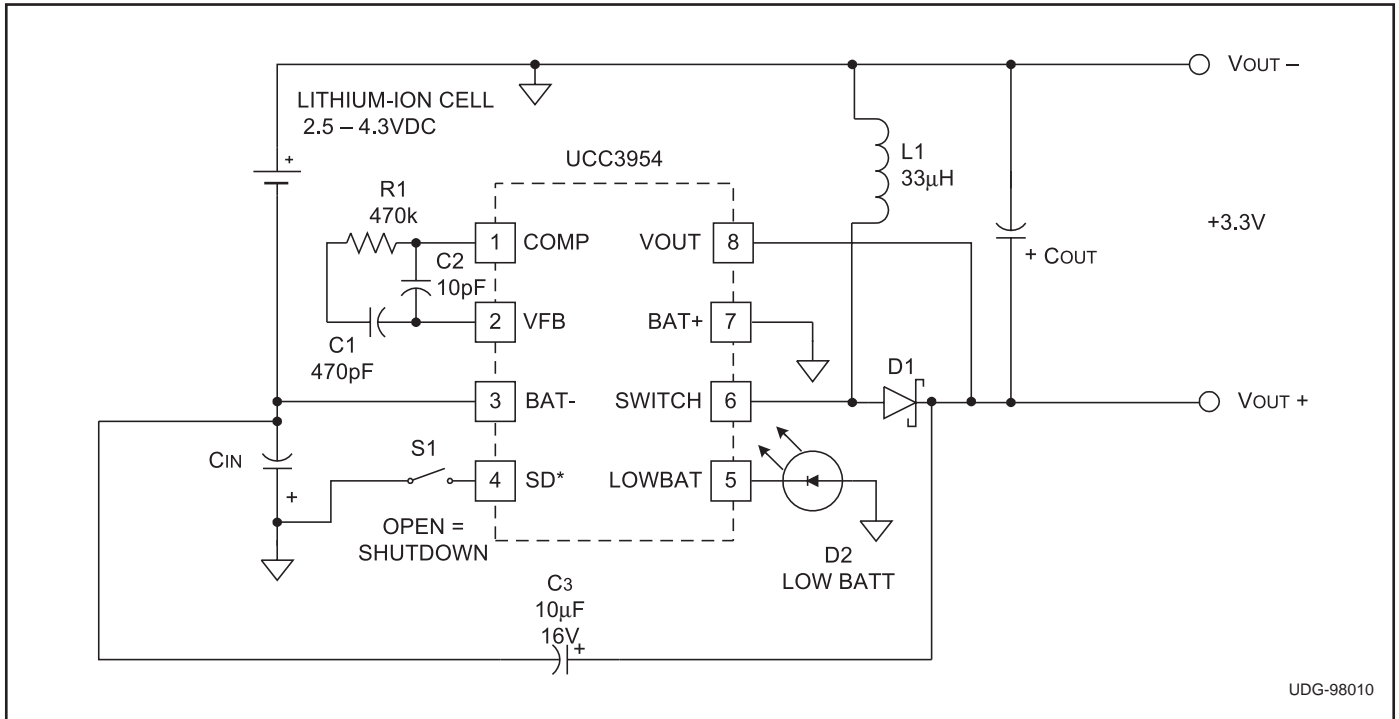 VOUT –
LITHIUM-ION CELL
2.5 – 4.3VDC
+
UCC3954
L1
33µH
R1
470k
1 COMP
VOUT 8
+3.3V
C2
10pF
+ COUT
2 VFB
BAT+ 7
C1
470pF
D1
3 BAT-
SWITCH 6
VOUT +
CIN
+
S1
4 SD*
LOWBAT 5
OPEN =
SHUTDOWN
D2
LOW BATT
C3
10µF
16V
+
UDG-98010